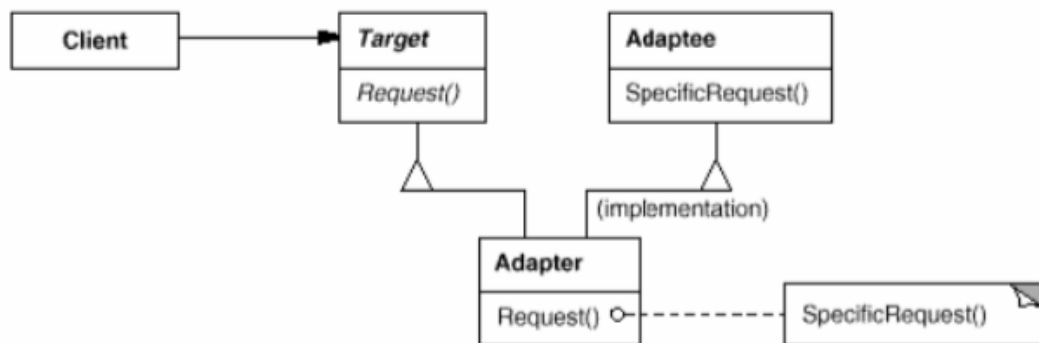 Client
Target
Request()
Adaptee
SpecificRequest()
(implementation)
Adapter
Request()
SpecificRequest()